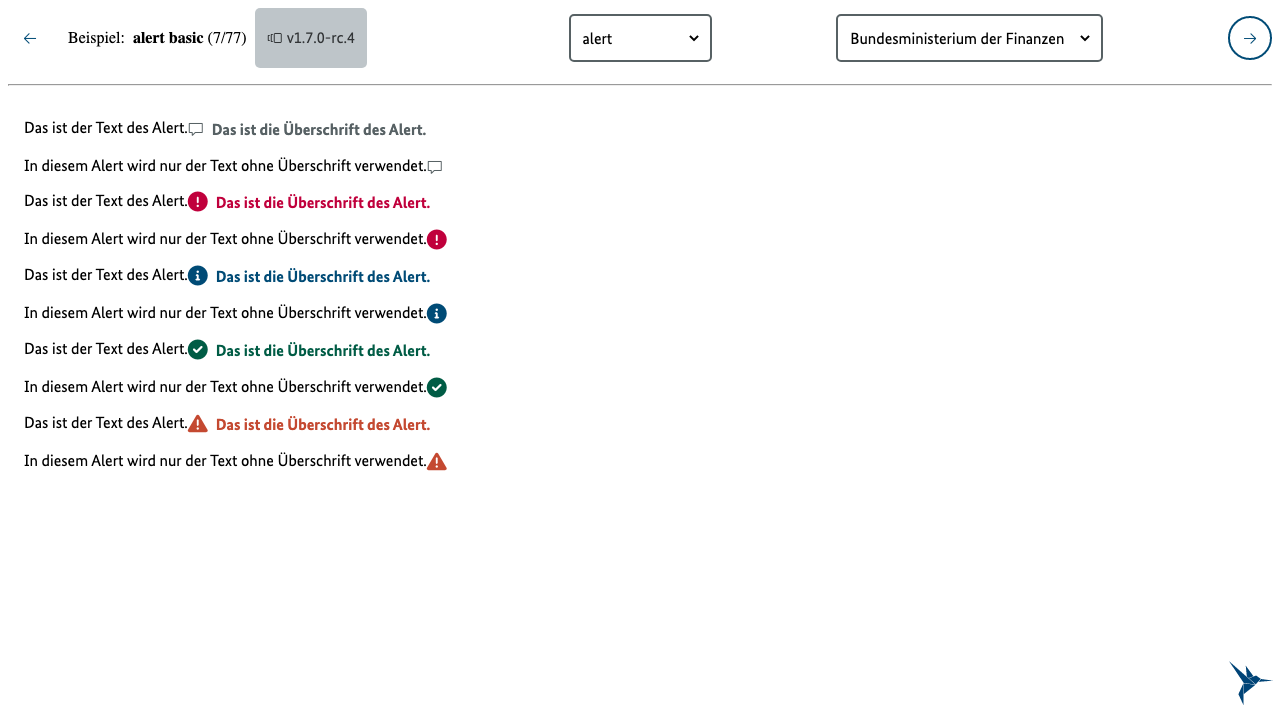 Beispiel: alert basic (7/77) v1.7.0-rc.4 alert Bundesministerium der Finanzen
Das ist der Text des Alert. Das ist die Überschrift des Alert.
In diesem Alert wird nur der Text ohne Überschrift verwendet.
Das ist der Text des Alert. Das ist die Überschrift des Alert.
In diesem Alert wird nur der Text ohne Überschrift verwendet.
Das ist der Text des Alert. Das ist die Überschrift des Alert.
In diesem Alert wird nur der Text ohne Überschrift verwendet.
Das ist der Text des Alert. Das ist die Überschrift des Alert.
In diesem Alert wird nur der Text ohne Überschrift verwendet.
Das ist der Text des Alert. Das ist die Überschrift des Alert.
In diesem Alert wird nur der Text ohne Überschrift verwendet.